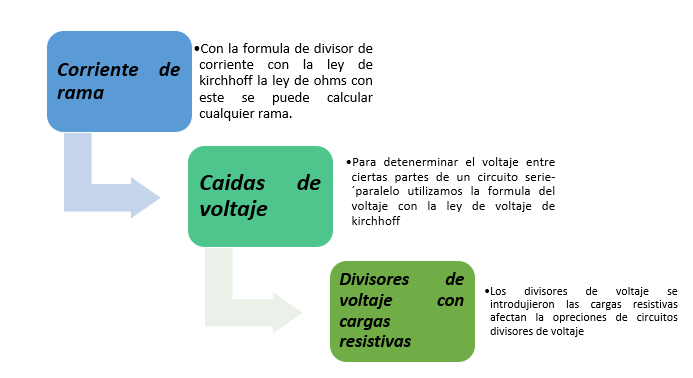 Corriente de
rama
•Con la formula de divisor de
corriente con la ley de
kirchhoff la ley de ohms con
este se puede calcular
cualquier rama.
Caidas de
voltaje
•Para detenerminar el voltaje entre
ciertas partes de un circuito serie-
´paralelo utilizamos la formula del
voltaje con la ley de voltaje de
kirchhoff
Divisores de
voltaje con
cargas
resistivas
•Los divisores de voltaje se
introdujieron las cargas resistivas
afectan la opreciones de circuitos
divisores de voltaje